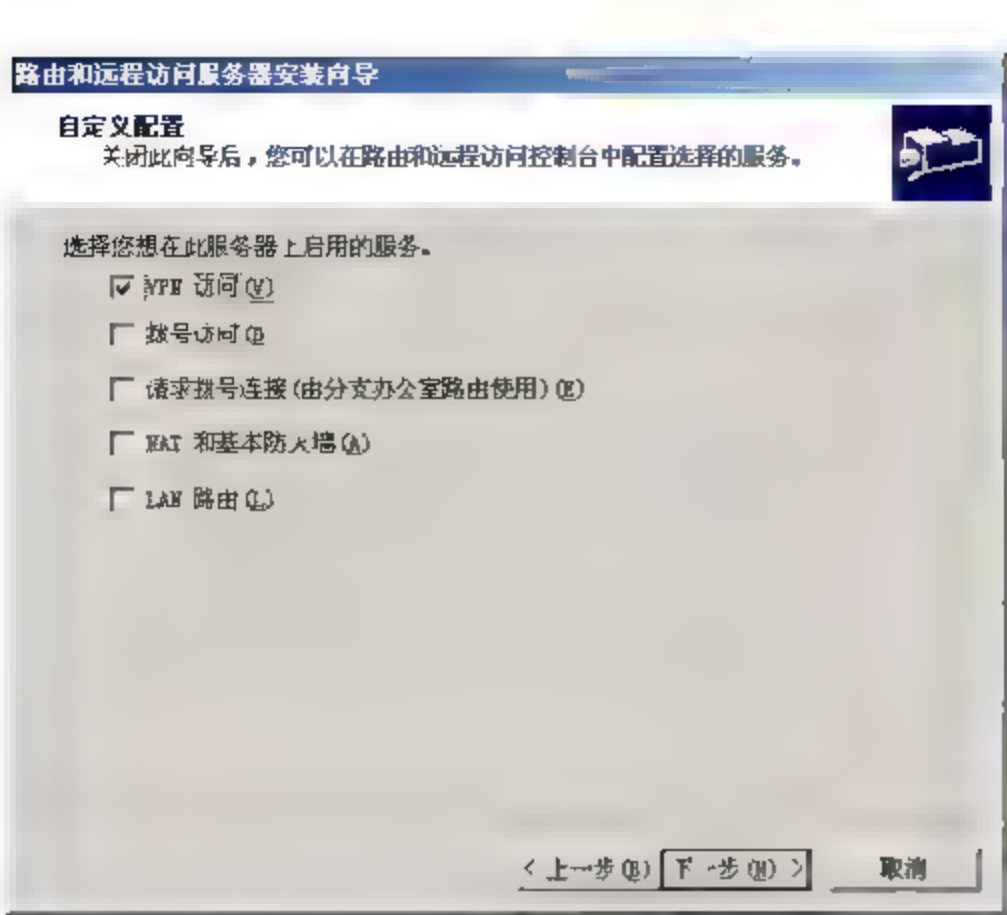 路由和远程访问服务器安装向导
自定义配置
关闭此向导后，您可以在路由和远程访问控制台中配置选择的服务。
选择您想在此服务器上启用的服务。
VPN 访问(V)
拨号访问(D)
请求拨号连接(由分支办公室路由使用)(E)
NAT 和基本防火墙(A)
LAN 路由(L)
< 上一步(B) 下一步(N) > 取消